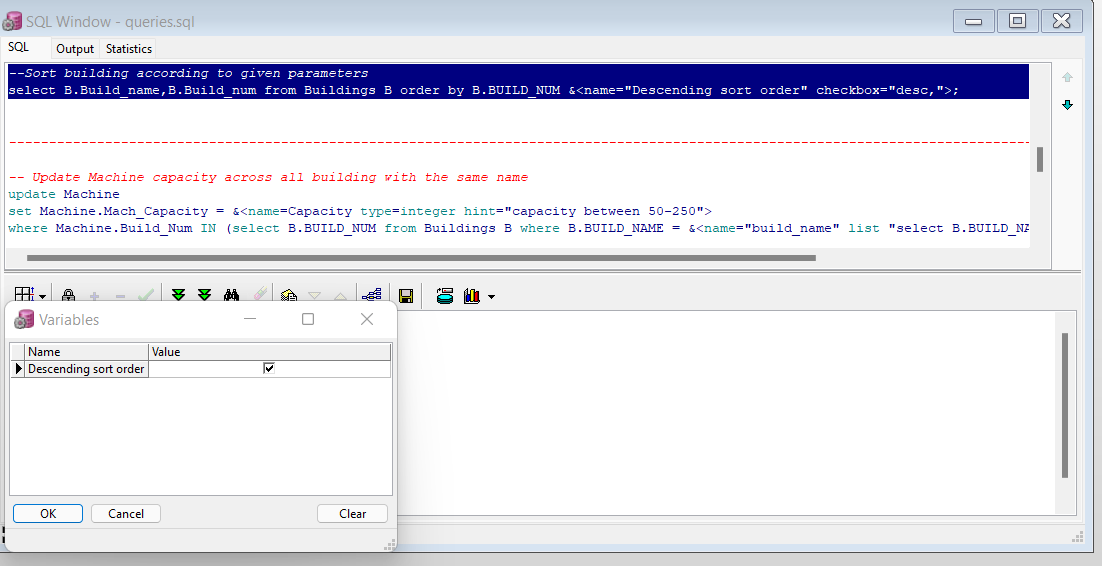 SQL Window - queries.sql
SQL Output Statistics
--Sort building according to given parameters
select B.Build_name,B.Build_num from Buildings B order by B.BUILD_NUM &<name="Descending sort order" checkbox="desc,">;
-- Update Machine capacity across all building with the same name
update Machine
set Machine.Mach_Capacity = &<name=Capacity type=integer hint="capacity between 50-250">
where Machine.Build_Num IN (select B.BUILD_NUM from Buildings B where B.BUILD_NAME = &<name="build_name" list "select B.BUILD_NA
Variables
Name Value
Descending sort order
OK Cancel Clear